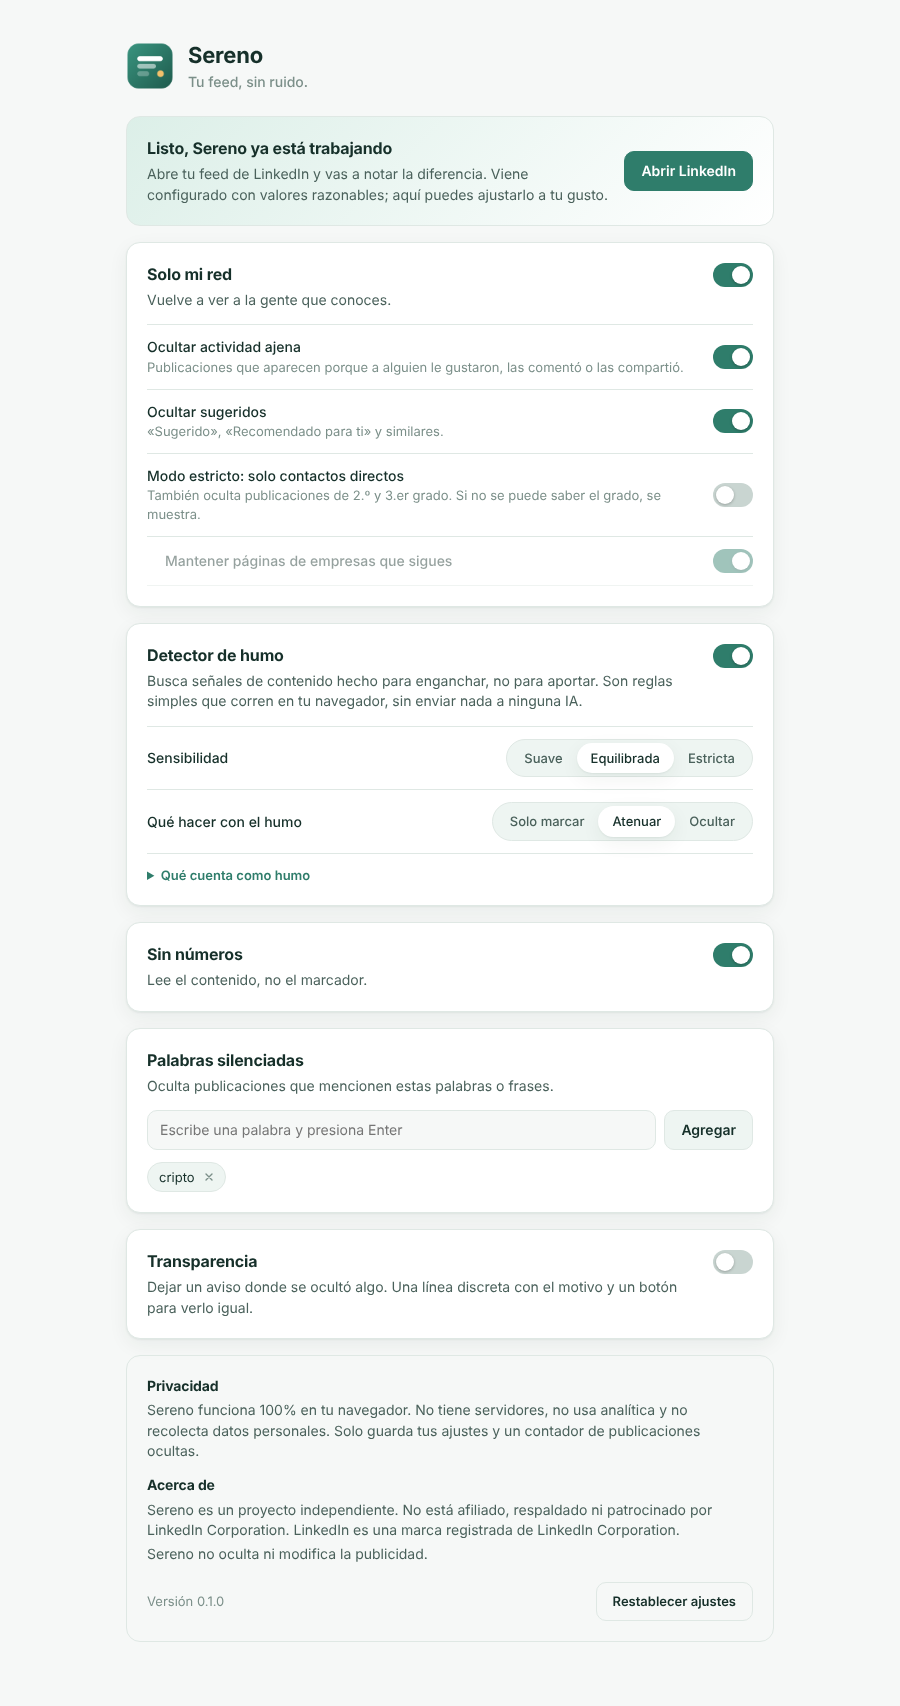 Sereno
Tu feed, sin ruido.
Listo, Sereno ya está trabajando
Abre tu feed de LinkedIn y vas a notar la diferencia. Viene
configurado con valores razonables; aquí puedes ajustarlo a tu gusto.
Abrir LinkedIn
Solo mi red
Vuelve a ver a la gente que conoces.
Ocultar actividad ajena
Publicaciones que aparecen porque a alguien le gustaron, las comentó o las compartió.
Ocultar sugeridos
«Sugerido», «Recomendado para ti» y similares.
Modo estricto: solo contactos directos
También oculta publicaciones de 2.º y 3.er grado. Si no se puede saber el grado, se
muestra.
Mantener páginas de empresas que sigues
Detector de humo
Busca señales de contenido hecho para enganchar, no para aportar. Son reglas
simples que corren en tu navegador, sin enviar nada a ninguna IA.
Sensibilidad
Suave Equilibrada Estricta
Qué hacer con el humo
Solo marcar Atenuar Ocultar
Qué cuenta como humo
Sin números
Lee el contenido, no el marcador.
Palabras silenciadas
Oculta publicaciones que mencionen estas palabras o frases.
Escribe una palabra y presiona Enter
Agregar
cripto ×
Transparencia
Dejar un aviso donde se ocultó algo. Una línea discreta con el motivo y un botón
para verlo igual.
Privacidad
Sereno funciona 100% en tu navegador. No tiene servidores, no usa analítica y no
recolecta datos personales. Solo guarda tus ajustes y un contador de publicaciones
ocultas.
Acerca de
Sereno es un proyecto independiente. No está afiliado, respaldado ni patrocinado por
LinkedIn Corporation. LinkedIn es una marca registrada de LinkedIn Corporation.
Sereno no oculta ni modifica la publicidad.
Versión 0.1.0
Restablecer ajustes